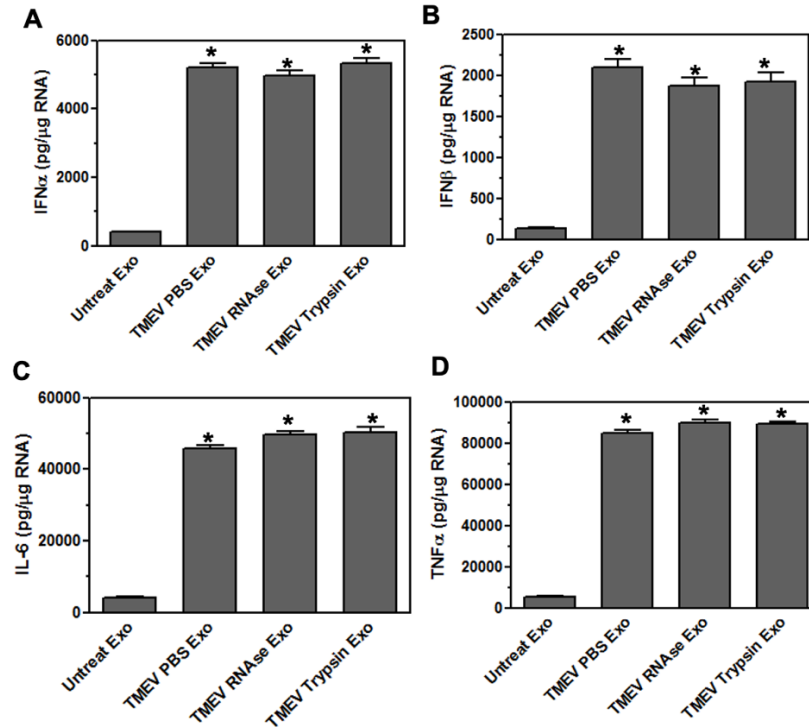 A
IFNα (pg/μg RNA)
6000
4000
2000
0
*
*
*
Untreat Exo
TMEV PBS Exo
TMEV RNAse Exo
TMEV Trypsin Exo
B
IFNβ (pg/μg RNA)
2500
2000
1500
1000
500
0
*
*
*
Untreat Exo
TMEV PBS Exo
TMEV RNAse Exo
TMEV Trypsin Exo
C
IL-6 (pg/μg RNA)
60000
40000
20000
0
*
*
*
Untreat Exo
TMEV PBS Exo
TMEV RNAse Exo
TMEV Trypsin Exo
D
TNFα (pg/μg RNA)
100000
80000
60000
40000
20000
0
*
*
*
Untreat Exo
TMEV PBS Exo
TMEV RNAse Exo
TMEV Trypsin Exo